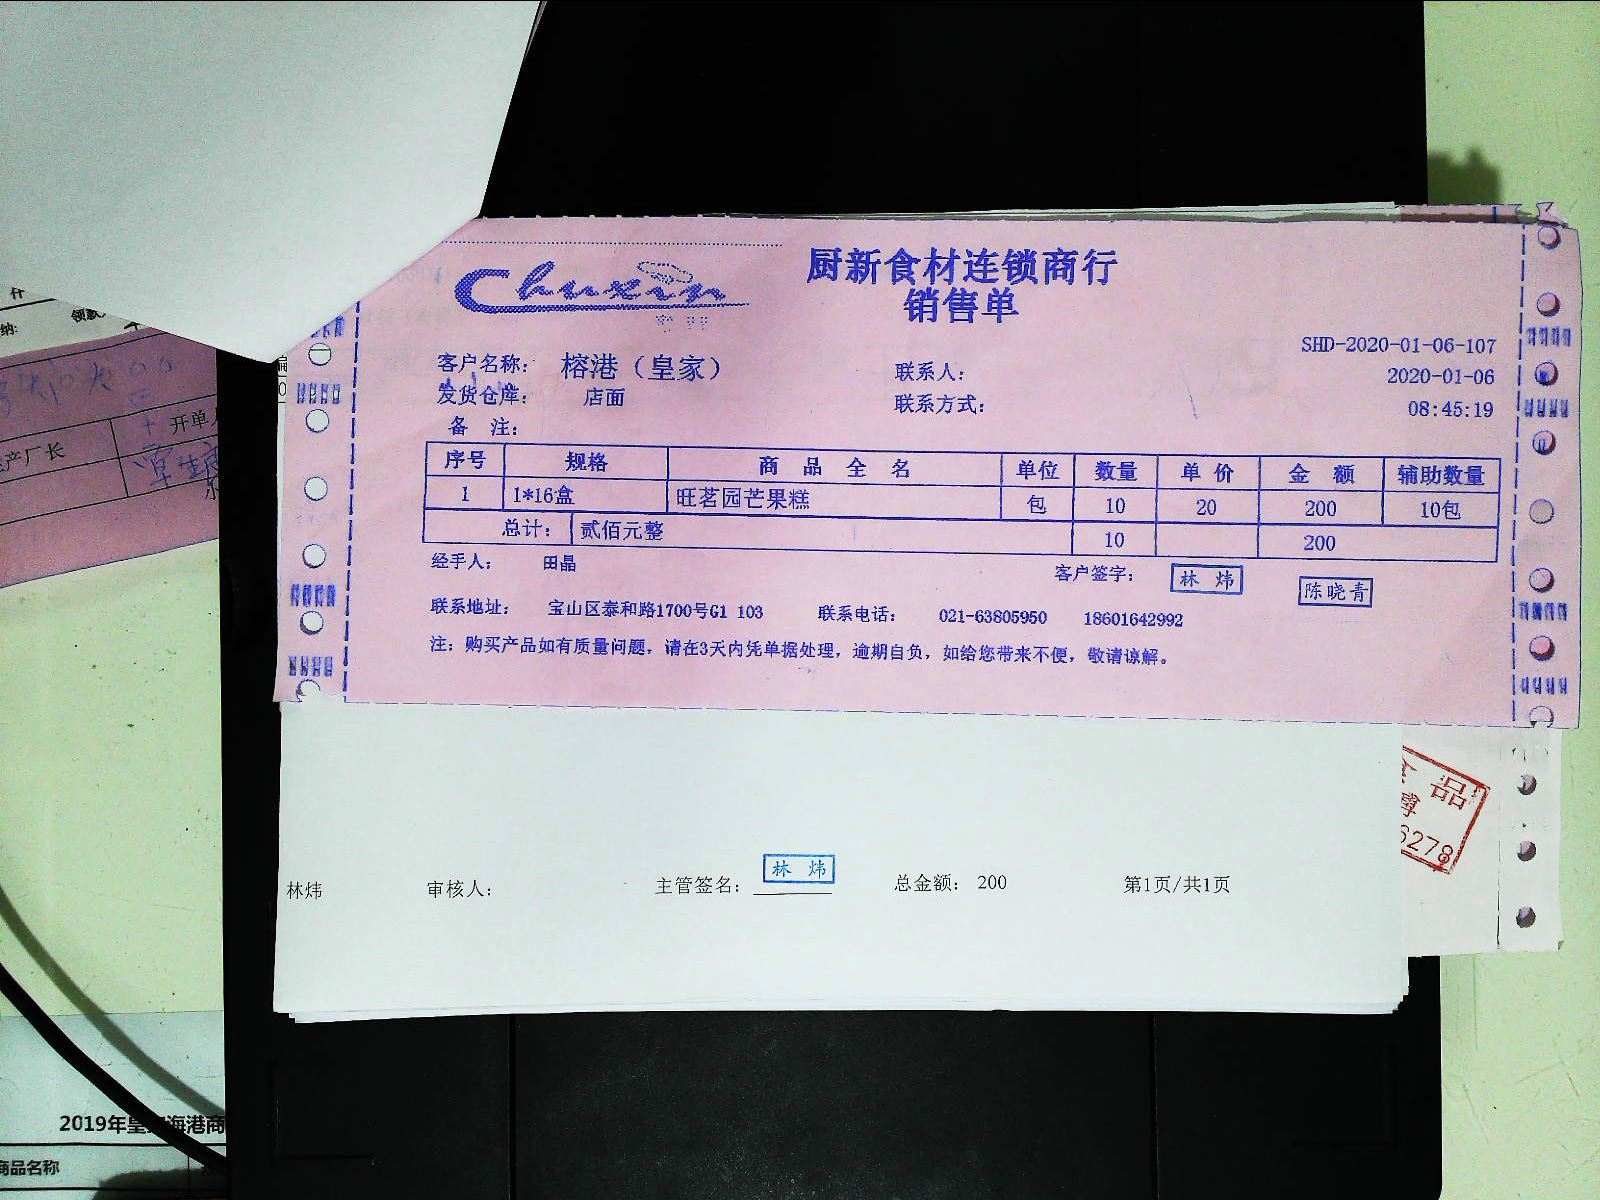 Chuxin
厨新食材连锁商行
销售单
SHD-2020-01-06-107
客户名称: 榕港（皇家） 联系人: 2020-01-06
发货仓库: 店面 联系方式: 08:45:19
备 注:
序号 规格 商 品 全 名 单位 数量 单 价 金 额 辅助数量
1 1*16盒 旺茗园芒果糕 包 10 20 200 10包
总计: 贰佰元整 10 200
经手人: 田晶 客户签字: 林 炜 陈晓青
联系地址: 宝山区泰和路1700号G1 103 联系电话: 021-63805950 18601642992
注: 购买产品如有质量问题，请在3天内凭单据处理，逾期自负，如给您带来不便，敬请谅解。
林炜 审核人: 主管签名: 林 炜 总金额: 200 第1页/共1页
品
6278
纳:
开单
产厂长
2019年皇 海港商
商品名称